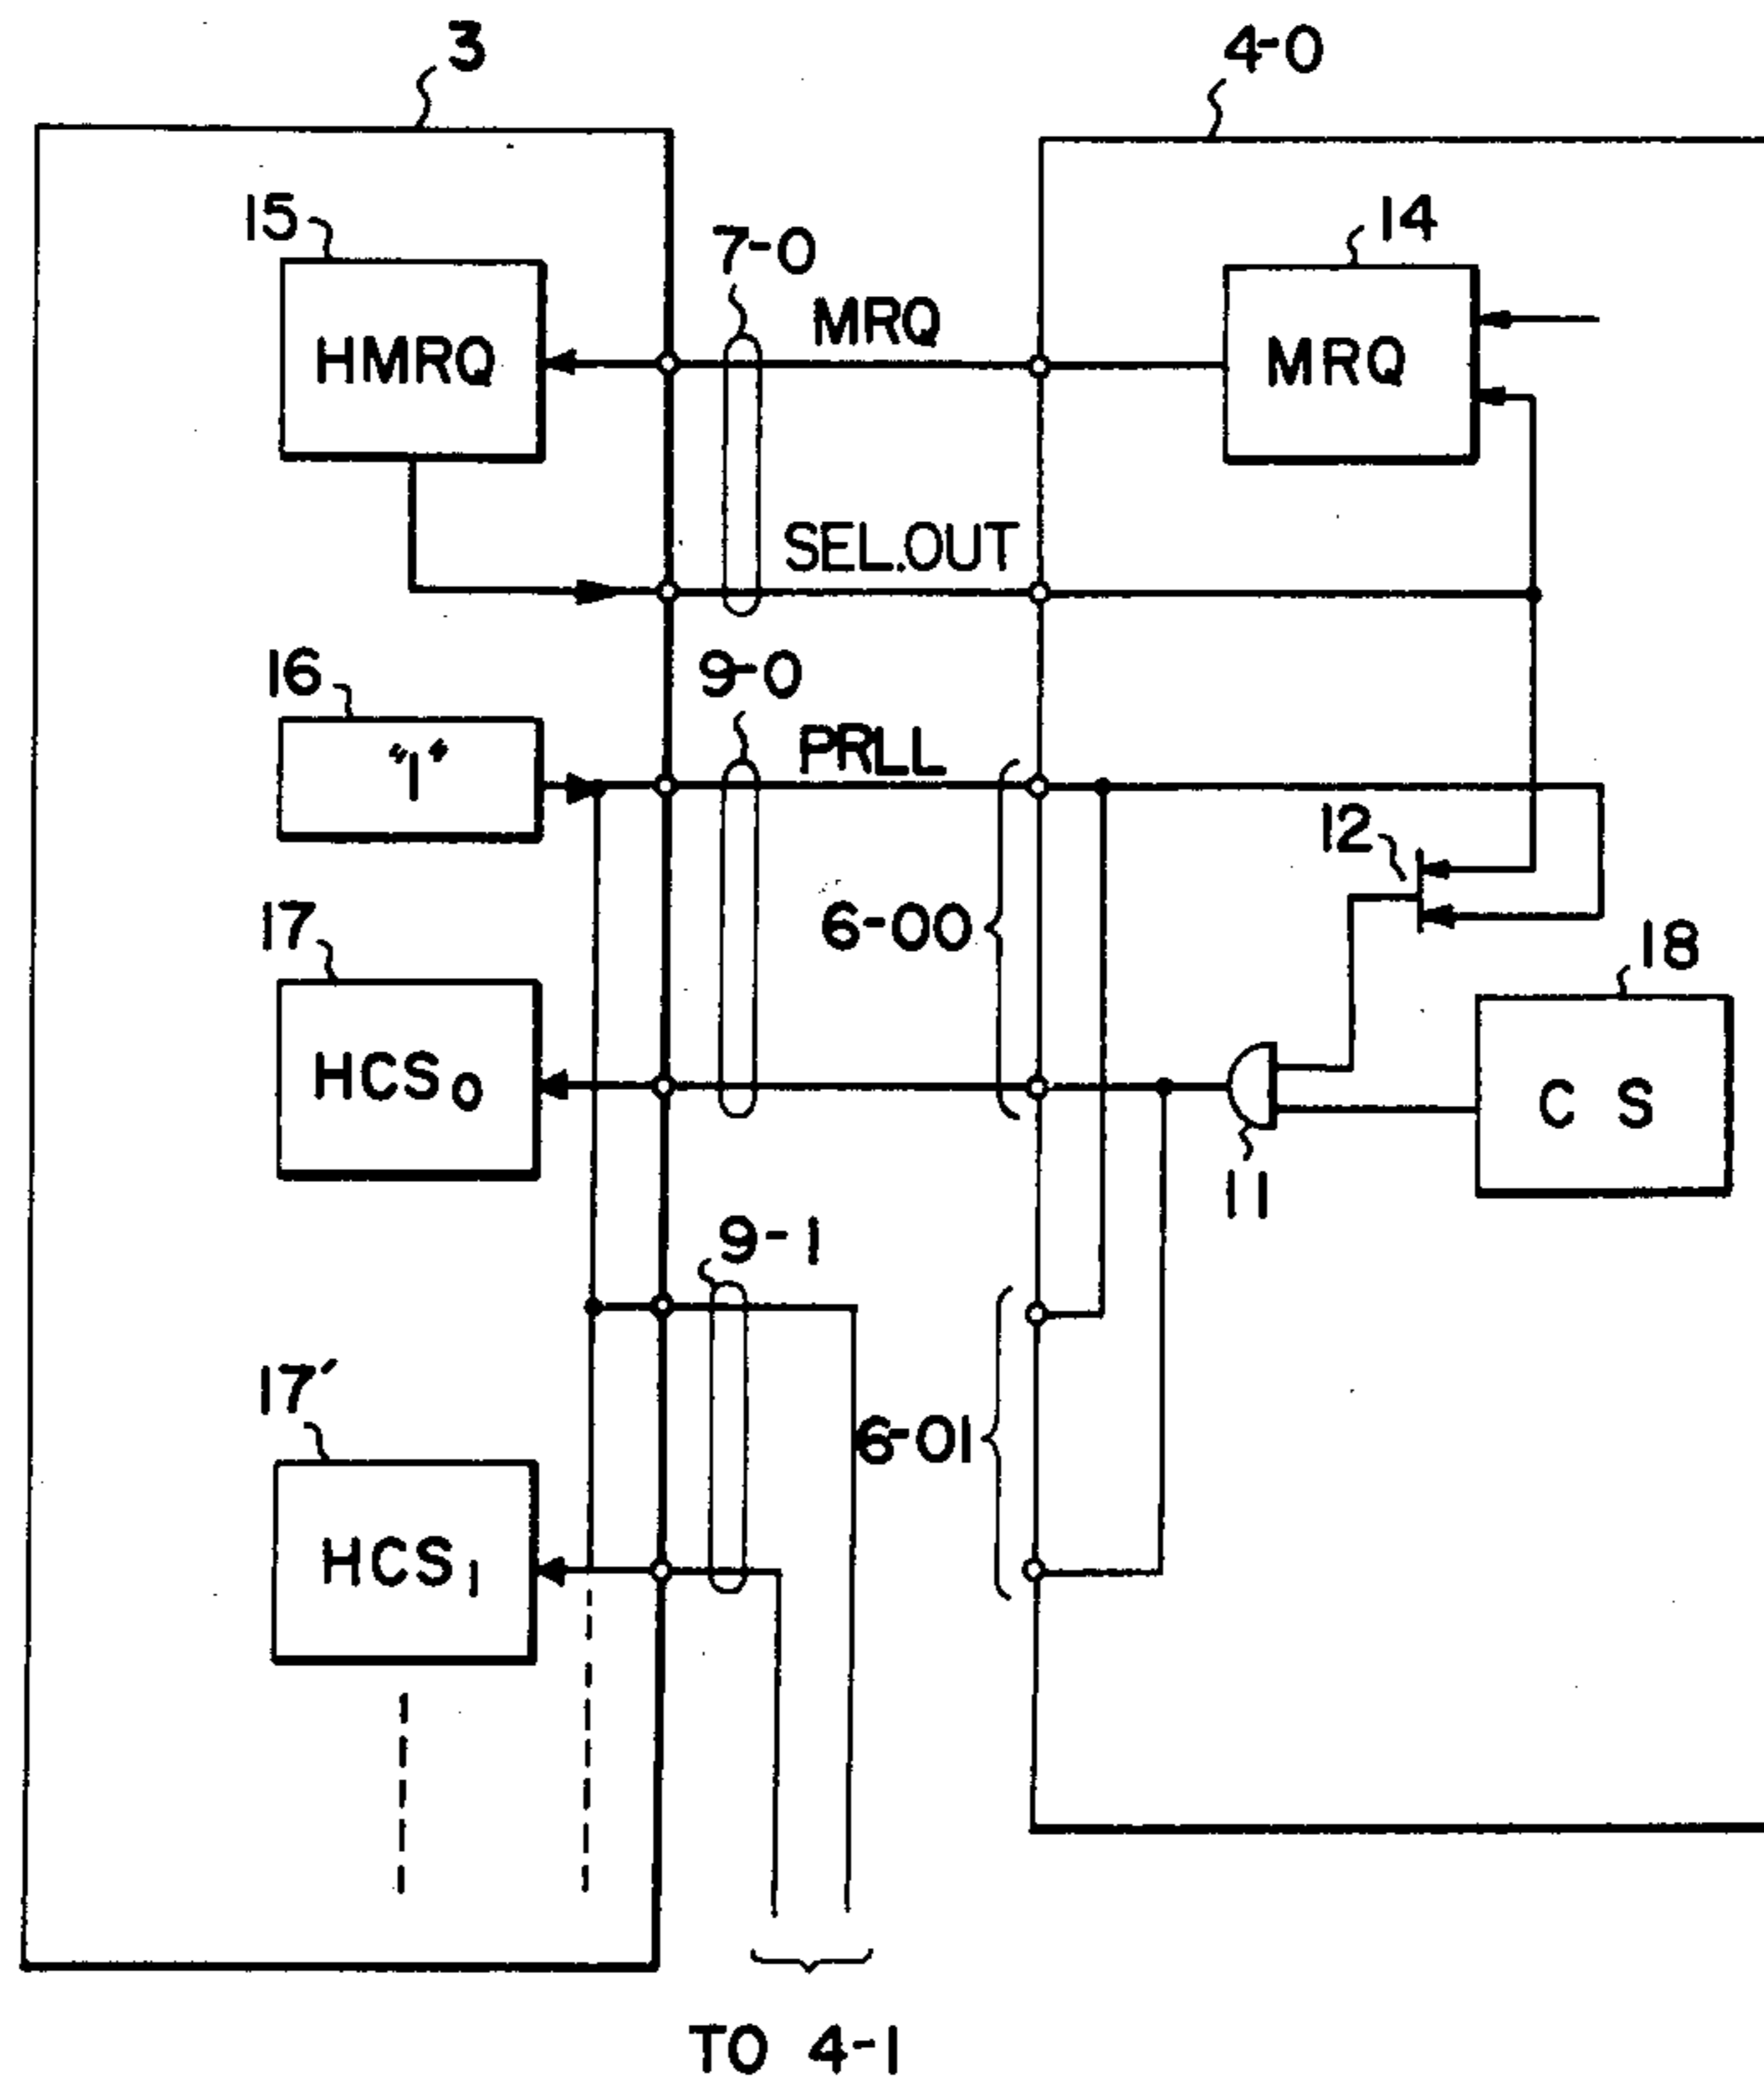 3
4-0
15
7-0
14
HMRQ
MRQ
MRQ
SEL.OUT
16
9-0
"1"
PRLL
12
17
6-00
18
HCS0
C S
11
9-1
17'
6-01
HCS1
TO 4-1